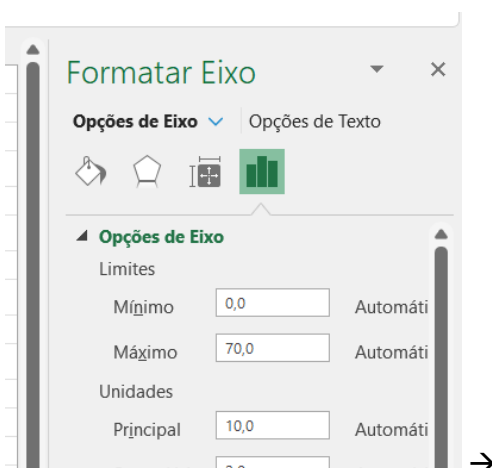 Formatar Eixo
Opções de Eixo Opções de Texto
Opções de Eixo
Limites
Mínimo 0,0 Automáti
Máximo 70,0 Automáti
Unidades
Principal 10,0 Automáti